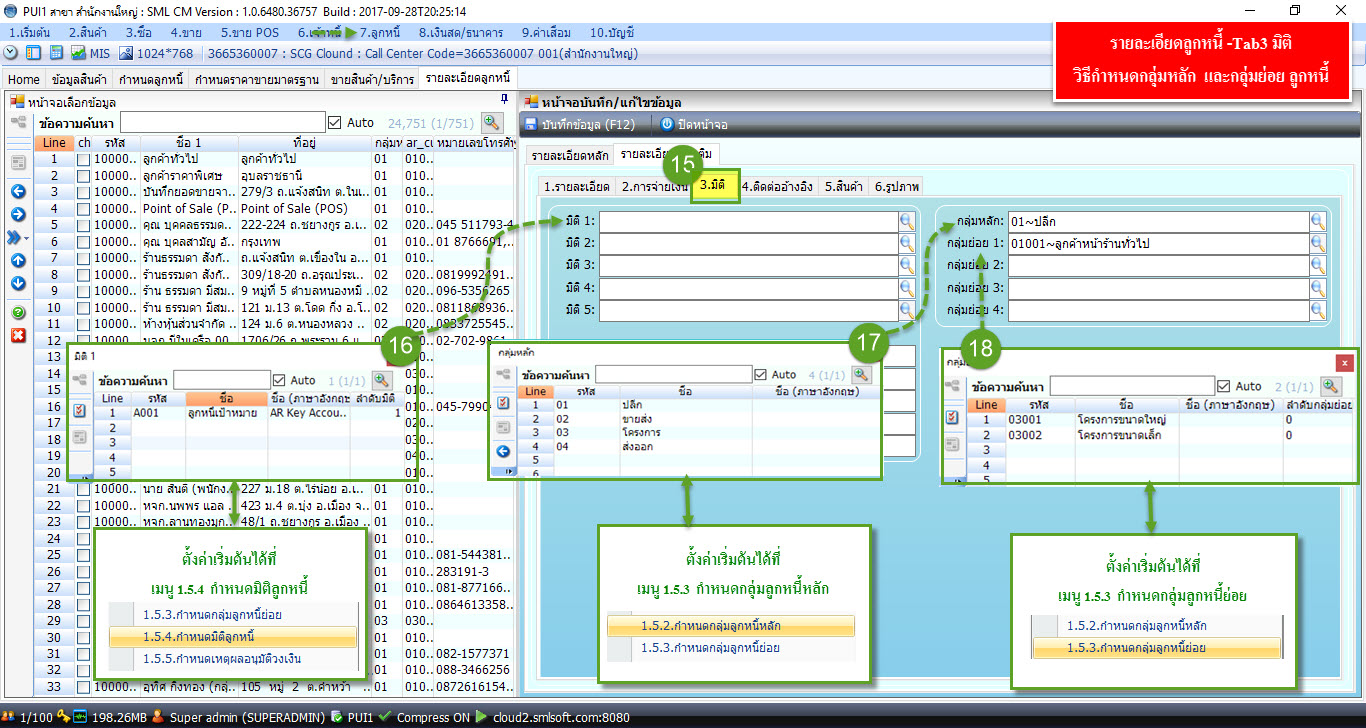 PUI1 สาขา สำนักงานใหญ่ : SML CM Version : 1.0.6480.36757 Build : 2017-09-28T20:25:14
1.เริ่มต้น 2.สินค้า 3.ซื้อ 4.ขาย 5.ขาย POS 7.ลูกหนี้ 8.เงินสด/ธนาคาร 9.ค่าเสื่อม 10.บัญชี
MIS 1024*768 3665360007 : SCG Clound : Call Center Code=3665360007 001(สำนักงานใหญ่)
รายละเอียดลูกหนี้ -Tab3 มิติ
วิธีกำหนดกลุ่มหลัก และกลุ่มย่อย ลูกหนี้
Home ข้อมูลสินค้า กำหนดลูกหนี้ กำหนดราคาขายมาตรฐาน ขายสินค้า/บริการ รายละเอียดลูกหนี้
หน้าจอเลือกข้อมูล
ข้อความค้นหา Auto 24,751 (1/751)
Line ch รหัส ชื่อ 1 ที่อยู่ กลุ่มห ar_cu หมายเลขโทรศัพ
1 10000.. ลูกค้าทั่วไป ลูกค้าทั่วไป 01 010..
2 10000.. ลูกค้าราคาพิเศษ อุบลราชธานี 01 010..
3 10000.. บันทึกยอดขายจา.. 279/3 ถ.แจ้งสนิท ต.ในเ.. 01 010..
4 10000.. Point of Sale (P.. Point of Sale (POS) 01 010..
5 10000.. คุณ บุคคลธรรมด.. 222-224 ถ.ชยางกูร อ.เ.. 02 020.. 045 511793-4
6 10000.. คุณ บุคลสามัญ อั.. กรุงเทพ 01 010.. 01 8766691,..
7 10000.. ร้านธรรมดา สังกั.. ถ.แจ้งสนิท ต.เขืองใน อ... 01 010..
8 10000.. ร้านธรรมดา สังกั.. 309/18-20 ถ.อรุณประเ.. 02 020.. 0819992491..
9 10000.. ร้าน ธรรมดา มีสม.. 9 หมู่ที่ 5 ตำบลหนองหมี .. 02 020.. 096-5356265
10 10000.. ร้าน ธรรมดา มีสม.. 121 ม.13 ต.โดด กิ่ง อ.โ.. 02 020.. 0811868936..
11 10000.. ห้างหุ้นส่วนจำกัด .. 124 ม.6 ต.หนองหลวง .. 02 020.. 0883725545..
12 10000.. 1706/26 02 020.. 02-702-9861
13
14
15
16 010.. 045-7990
17 020..
18 030..
19 040..
20 010..
21 10000.. นาย สันติ (พนักง.. 227 ม.18 ต.ไร่น้อย อ.เ.. 01 010..
22 10000.. หจก.นพพร แอล .. 423 ม.4 ต.บุ่ง อ.เมือง จ.. 01 010..
23 10000.. หจก.ลานทองมุก.. 48/1 ถ.ชยางกูร อ.เมือง .. 01 010..
24 01 010..
25 01 010.. 081-544381..
26 01 010.. 283191-3
27 01 010.. 081-877166..
28 01 010.. 0864613358...
29 03 030..
30 01 010..
31 01 010.. 082-1577371
32 01 010.. 088-3466256
33 10000.. อุทิศ กิ่งทอง (กลุ่.. 105 หมู่ 2 ต.คำหว้า 01 010.. 0872616154...
หน้าจอบันทึก/แก้ไขข้อมูล
บันทึกข้อมูล (F12) ปิดหน้าจอ
รายละเอียดหลัก
15
1.รายละเอียด 2.การจ่ายเงิน 3.มิติ 4.ติดต่ออ้างอิง 5.สินค้า 6.รูปภาพ
มิติ 1:
มิติ 2:
มิติ 3:
มิติ 4:
มิติ 5:
กลุ่มหลัก: 01~ปลีก
กลุ่มย่อย 1: 01001~ลูกค้าหน้าร้านทั่วไป
กลุ่มย่อย 2:
กลุ่มย่อย 3:
กลุ่มย่อย 4:
16
มิติ 1
ข้อความค้นหา Auto 1 (1/1)
Line รหัส ชื่อ ชื่อ (ภาษาอังกฤษ) ลำดับมิติ
1 A001 ลูกหนี้เป้าหมาย AR Key Accou.. 1
2
3
4
5
17
กลุ่มหลัก
ข้อความค้นหา Auto 4 (1/1)
Line รหัส ชื่อ ชื่อ (ภาษาอังกฤษ)
1 01 ปลีก
2 02 ขายส่ง
3 03 โครงการ
4 04 ส่งออก
5
6
18
ข้อความค้นหา Auto 2 (1/1)
Line รหัส ชื่อ ชื่อ (ภาษาอังกฤษ) ลำดับกลุ่มย่อย
1 03001 โครงการขนาดใหญ่ 0
2 03002 โครงการขนาดเล็ก 0
3
4
5
ตั้งค่าเริ่มต้นได้ที่
เมนู 1.5.4 กำหนดมิติลูกหนี้
1.5.3.กำหนดกลุ่มลูกหนี้ย่อย
1.5.4.กำหนดมิติลูกหนี้
1.5.5.กำหนดเหตุผลอนุมัติวงเงิน
ตั้งค่าเริ่มต้นได้ที่
เมนู 1.5.3 กำหนดกลุ่มลูกหนี้หลัก
1.5.2.กำหนดกลุ่มลูกหนี้หลัก
1.5.3.กำหนดกลุ่มลูกหนี้ย่อย
ตั้งค่าเริ่มต้นได้ที่
เมนู 1.5.3 กำหนดกลุ่มลูกหนี้ย่อย
1.5.2.กำหนดกลุ่มลูกหนี้หลัก
1.5.3.กำหนดกลุ่มลูกหนี้ย่อย
1/100 198.26MB Super admin (SUPERADMIN) PUI1 Compress ON cloud2.smlsoft.com:8080